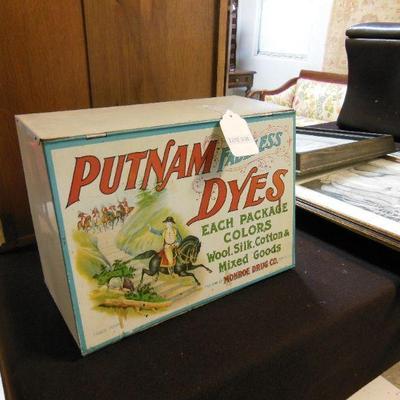 PUTNAM
FADELESS
DYES
EACH PACKAGE
COLORS
Wool, Silk, Cotton &
Mixed Goods
MONROE DRUG CO.